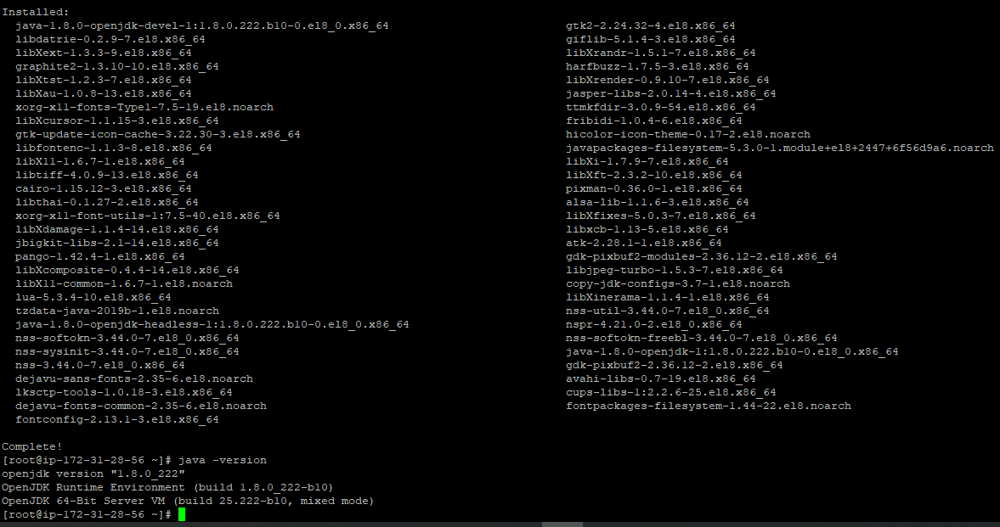 Installed:
java-1.8.0-openjdk-devel-1:1.8.0.222.b10-0.el8_0.x86_64 gtk2-2.24.32-4.el8.x86_64
libdatrie-0.2.9-7.el8.x86_64 giflib-5.1.4-3.el8.x86_64
libXext-1.3.3-9.el8.x86_64 libXrandr-1.5.1-7.el8.x86_64
graphite2-1.3.10-10.el8.x86_64 harfbuzz-1.7.5-3.el8.x86_64
libXtst-1.2.3-7.el8.x86_64 libXrender-0.9.10-7.el8.x86_64
libXau-1.0.8-13.el8.x86_64 jasper-libs-2.0.14-4.el8.x86_64
xorg-x11-fonts-Type1-7.5-19.el8.noarch ttmkfdir-3.0.9-54.el8.x86_64
libXcursor-1.1.15-3.el8.x86_64 fribidi-1.0.4-6.el8.x86_64
gtk-update-icon-cache-3.22.30-3.el8.x86_64 hicolor-icon-theme-0.17-2.el8.noarch
libfontenc-1.1.3-8.el8.x86_64 javapackages-filesystem-5.3.0-1.module+el8+2447+6f56d9a6.noarch
libX11-1.6.7-1.el8.x86_64 libXi-1.7.9-7.el8.x86_64
libtiff-4.0.9-13.el8.x86_64 libXft-2.3.2-10.el8.x86_64
cairo-1.15.12-3.el8.x86_64 pixman-0.36.0-1.el8.x86_64
libthai-0.1.27-2.el8.x86_64 alsa-lib-1.1.6-3.el8.x86_64
xorg-x11-font-utils-1:7.5-40.el8.x86_64 libXfixes-5.0.3-7.el8.x86_64
libXdamage-1.1.4-14.el8.x86_64 libxcb-1.13-5.el8.x86_64
jbigkit-libs-2.1-14.el8.x86_64 atk-2.28.1-1.el8.x86_64
pango-1.42.4-1.el8.x86_64 gdk-pixbuf2-modules-2.36.12-2.el8.x86_64
libXcomposite-0.4.4-14.el8.x86_64 libjpeg-turbo-1.5.3-7.el8.x86_64
libX11-common-1.6.7-1.el8.noarch copy-jdk-configs-3.7-1.el8.noarch
lua-5.3.4-10.el8.x86_64 libXinerama-1.1.4-1.el8.x86_64
tzdata-java-2019b-1.el8.noarch nss-util-3.44.0-7.el8_0.x86_64
java-1.8.0-openjdk-headless-1:1.8.0.222.b10-0.el8_0.x86_64 nspr-4.21.0-2.el8_0.x86_64
nss-softokn-3.44.0-7.el8_0.x86_64 nss-softokn-freebl-3.44.0-7.el8_0.x86_64
nss-sysinit-3.44.0-7.el8_0.x86_64 java-1.8.0-openjdk-1:1.8.0.222.b10-0.el8_0.x86_64
nss-3.44.0-7.el8_0.x86_64 gdk-pixbuf2-2.36.12-2.el8.x86_64
dejavu-sans-fonts-2.35-6.el8.noarch avahi-libs-0.7-19.el8.x86_64
lksctp-tools-1.0.18-3.el8.x86_64 cups-libs-1:2.2.6-25.el8.x86_64
dejavu-fonts-common-2.35-6.el8.noarch fontpackages-filesystem-1.44-22.el8.noarch
fontconfig-2.13.1-3.el8.x86_64
Complete!
[root@ip-172-31-28-56 ~]# java -version
openjdk version "1.8.0_222"
OpenJDK Runtime Environment (build 1.8.0_222-b10)
OpenJDK 64-Bit Server VM (build 25.222-b10, mixed mode)
[root@ip-172-31-28-56 ~]#